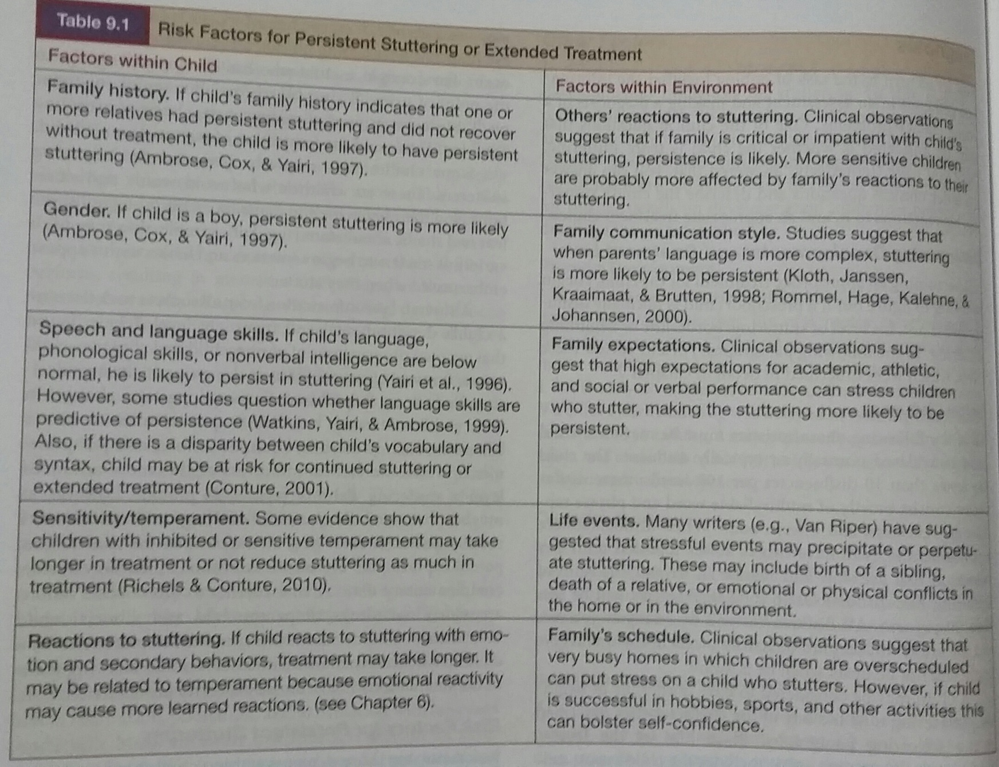 Table 9.1
Risk Factors for Persistent Stuttering or Extended Treatment
Factors within Child
Family history. If child's family history indicates that one or
more relatives had persistent stuttering and did not recover
without treatment, the child is more likely to have persistent
stuttering (Ambrose, Cox, & Yairi, 1997).
Gender. If child is a boy, persistent stuttering is more likely
(Ambrose, Cox, & Yairi, 1997).
Speech and language skills. If child's language,
phonological skills, or nonverbal intelligence are below
normal, he is likely to persist in stuttering (Yairi et al., 1996).
However, some studies question whether language skills are
predictive of persistence (Watkins, Yairi, & Ambrose, 1999).
Also, if there is a disparity between child's vocabulary and
syntax, child may be at risk for continued stuttering or
extended treatment (Conture, 2001).
Sensitivity/temperament. Some evidence show that
children with inhibited or sensitive temperament may take
longer in treatment or not reduce stuttering as much in
treatment (Richels & Conture, 2010).
Reactions to stuttering. If child reacts to stuttering with emo-
tion and secondary behaviors, treatment may take longer. It
may be related to temperament because emotional reactivity
may cause more learned reactions. (see Chapter 6).
Factors within Environment
Others' reactions to stuttering. Clinical observations
suggest that if family is critical or impatient with child's
stuttering, persistence is likely. More sensitive children
are probably more affected by family's reactions to their
stuttering.
Family communication style. Studies suggest that
when parents' language is more complex, stuttering
is more likely to be persistent (Kloth, Janssen,
Kraaimaat, & Brutten, 1998; Rommel, Hage, Kalehne, &
Johannsen, 2000).
Family expectations. Clinical observations sug-
gest that high expectations for academic, athletic,
and social or verbal performance can stress children
who stutter, making the stuttering more likely to be
persistent.
Life events. Many writers (e.g., Van Riper) have sug-
gested that stressful events may precipitate or perpetu-
ate stuttering. These may include birth of a sibling,
death of a relative, or emotional or physical conflicts in
the home or in the environment.
Family's schedule. Clinical observations suggest that
very busy homes in which children are overscheduled
can put stress on a child who stutters. However, if child
is successful in hobbies, sports, and other activities this
can bolster self-confidence.